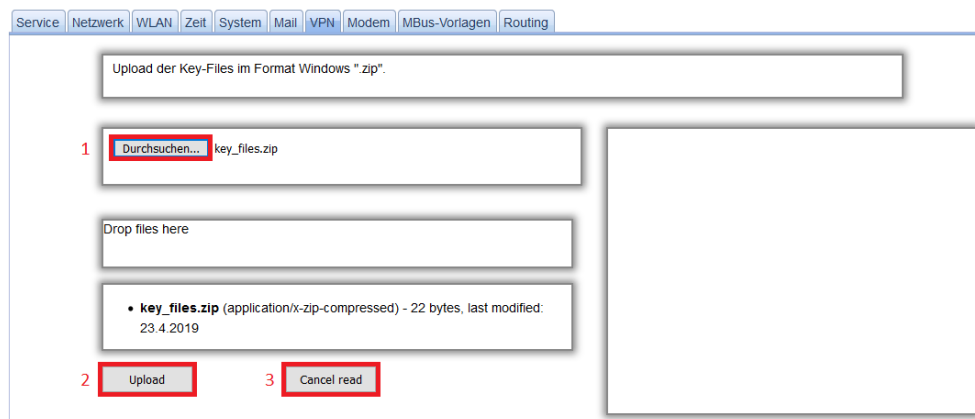 Service Netzwerk WLAN Zeit System Mail VPN Modem MBus-Vorlagen Routing
Upload der Key-Files im Format Windows ".zip".
1 Durchsuchen... key_files.zip
Drop files here
• key_files.zip (application/x-zip-compressed) - 22 bytes, last modified:
23.4.2019
2 Upload 3 Cancel read